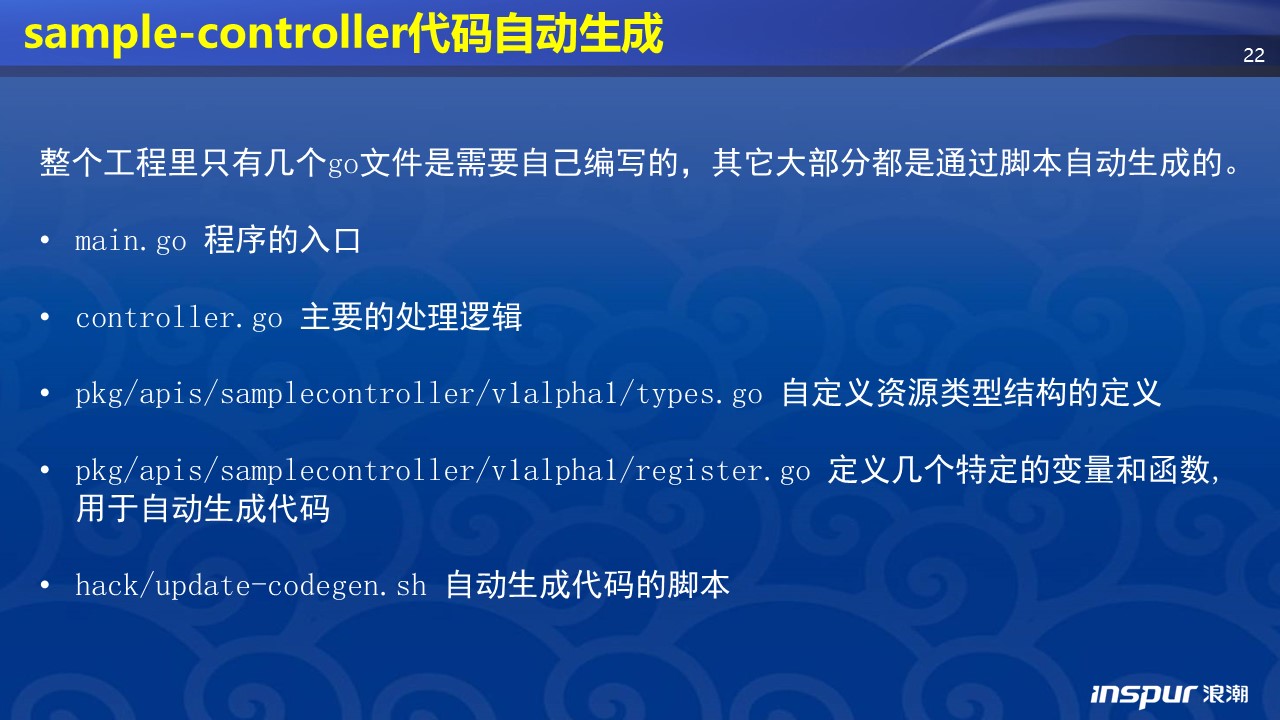 sample-controller代码自动生成
22
整个工程里只有几个go文件是需要自己编写的，其它大部分都是通过脚本自动生成的。
• main.go 程序的入口
• controller.go 主要的处理逻辑
• pkg/apis/samplecontroller/v1alpha1/types.go 自定义资源类型结构的定义
• pkg/apis/samplecontroller/v1alpha1/register.go 定义几个特定的变量和函数，
用于自动生成代码
• hack/update-codegen.sh 自动生成代码的脚本
inspur 浪潮